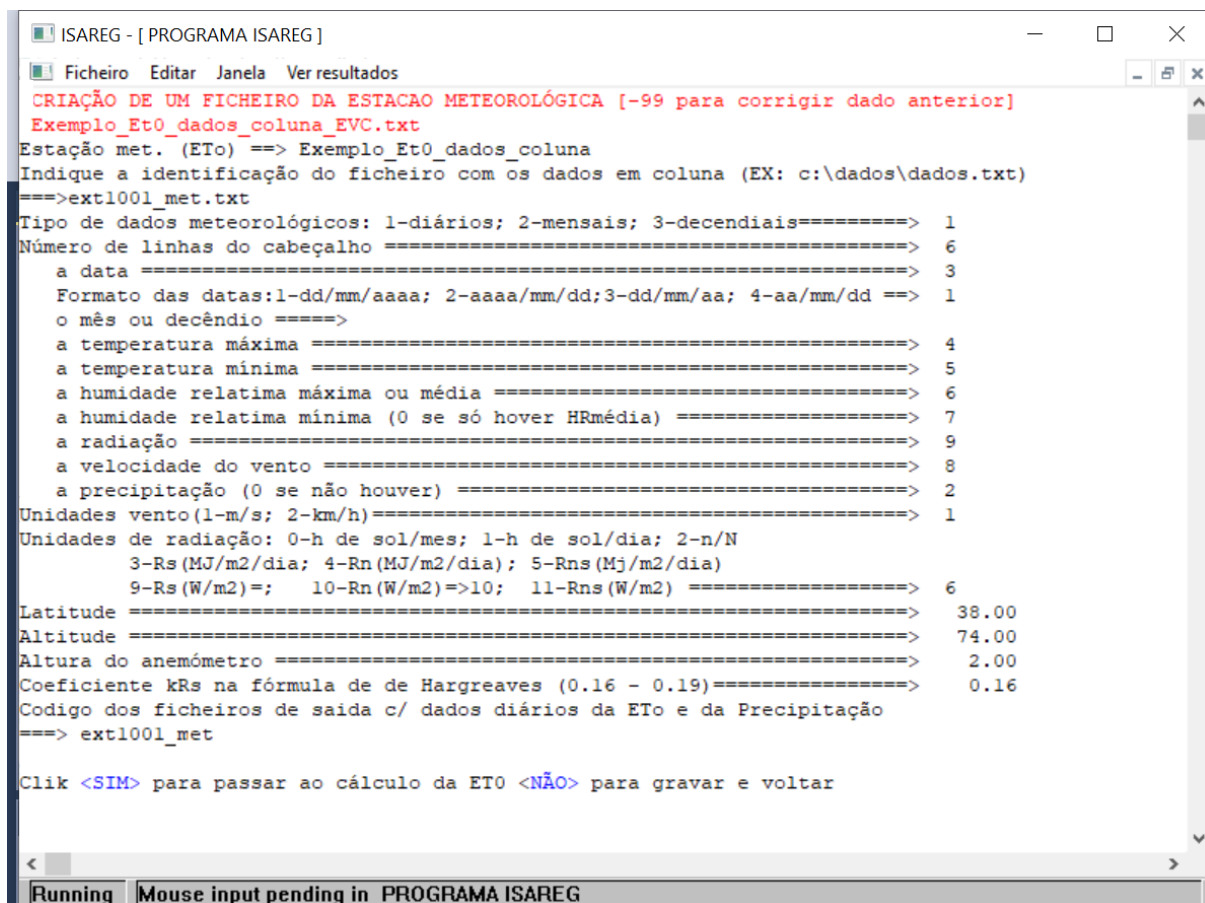 ISAREG - [ PROGRAMA ISAREG ]
Ficheiro Editar Janela Ver resultados
CRIAÇÃO DE UM FICHEIRO DA ESTACAO METEOROLÓGICA [-99 para corrigir dado anterior]
Exemplo_Et0_dados_coluna_EVC.txt
Estação met. (ETo) ==> Exemplo_Et0_dados_coluna
Indique a identificação do ficheiro com os dados em coluna (EX: c:\dados\dados.txt)
===>ext1001_met.txt
Tipo de dados meteorológicos: 1-diários; 2-mensais; 3-decendiais=========> 1
Número de linhas do cabeçalho ===========================================> 6
a data ===============================================================> 3
Formato das datas:1-dd/mm/aaaa; 2-aaaa/mm/dd;3-dd/mm/aa; 4-aa/mm/dd ==> 1
o mês ou decêndio =====>
a temperatura máxima =================================================> 4
a temperatura mínima =================================================> 5
a humidade relatima máxima ou média ==================================> 6
a humidade relatima mínima (0 se só hover HRmédia) ===================> 7
a radiação ===========================================================> 9
a velocidade do vento ================================================> 8
a precipitação (0 se não houver) =====================================> 2
Unidades vento(1-m/s; 2-km/h)============================================> 1
Unidades de radiação: 0-h de sol/mes; 1-h de sol/dia; 2-n/N
3-Rs(MJ/m2/dia; 4-Rn(MJ/m2/dia); 5-Rns(Mj/m2/dia)
9-Rs(W/m2)=; 10-Rn(W/m2)=>10; 11-Rns(W/m2) ==================> 6
Latitude ================================================================> 38.00
Altitude ================================================================> 74.00
Altura do anemómetro ====================================================> 2.00
Coeficiente kRs na fórmula de de Hargreaves (0.16 - 0.19)================> 0.16
Codigo dos ficheiros de saida c/ dados diários da ETo e da Precipitação
===> ext1001_met
Clik <SIM> para passar ao cálculo da ET0 <NÃO> para gravar e voltar
Running Mouse input pending in PROGRAMA ISAREG